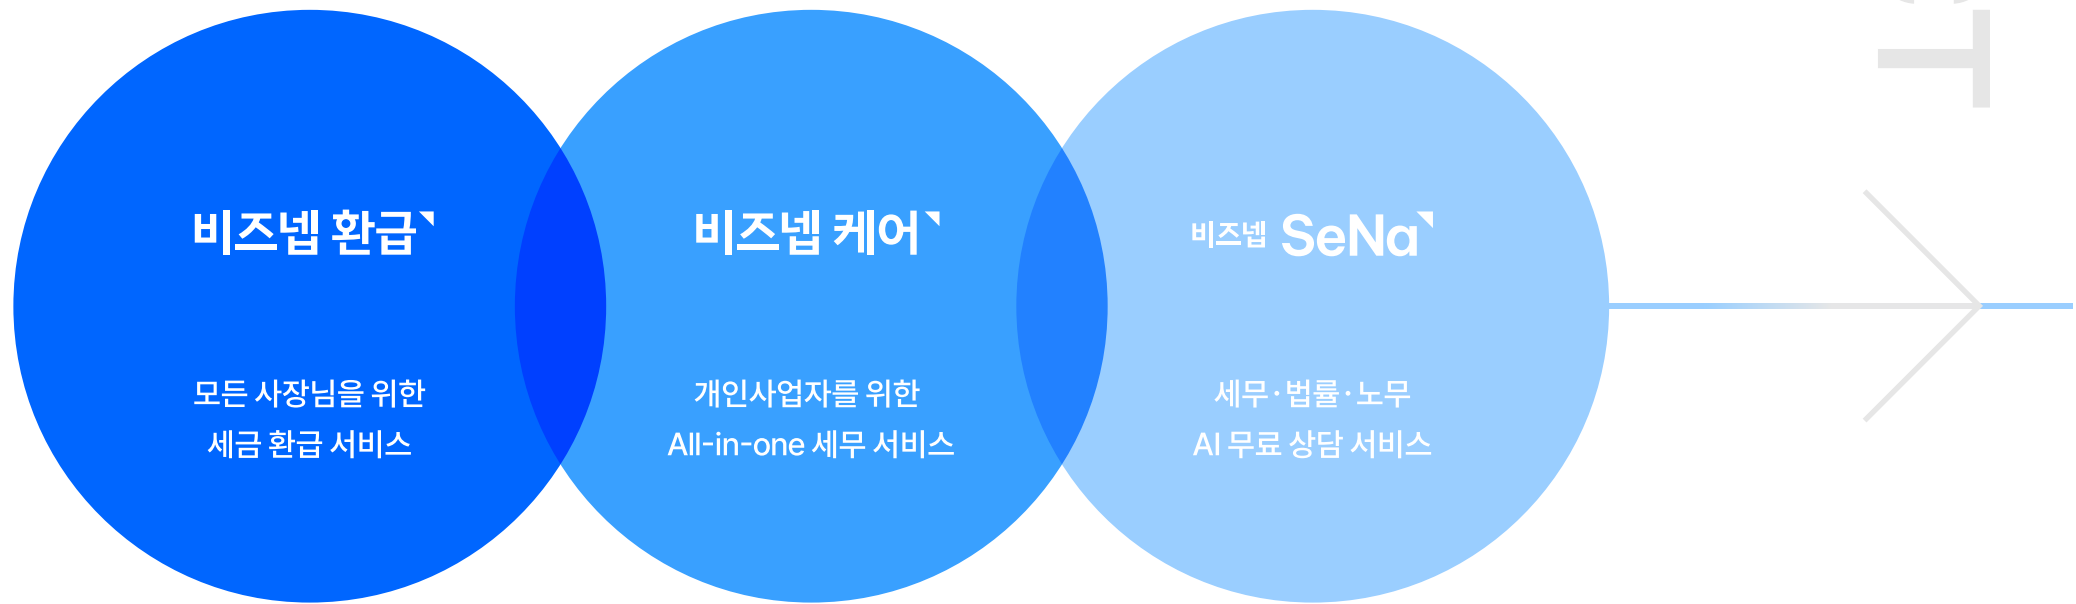 비즈넵 환급
모든 사장님을 위한
세금 환급 서비스
비즈넵 케어
개인사업자를 위한
All-in-one 세무 서비스
비즈넵 SeNa
세무·법률·노무
AI 무료 상담 서비스
T